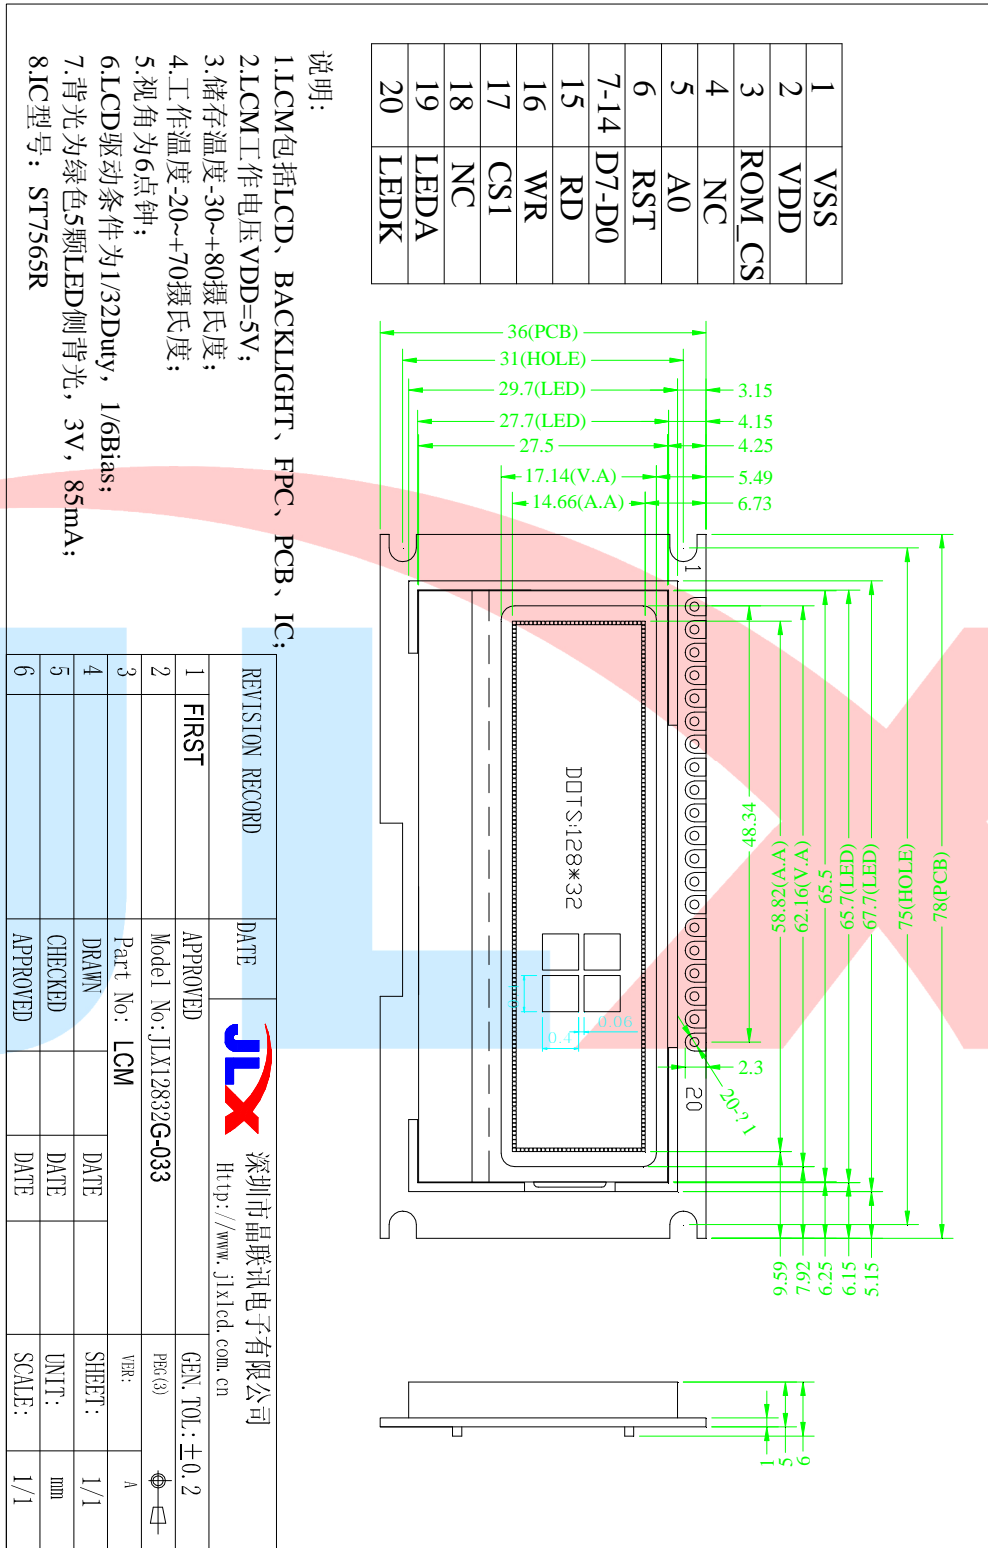 1 VSS
2 VDD
3 ROM_CS
4 NC
5 A0
6 RST
7-14 D7-D0
15 RD
16 WR
17 CS1
18 NC
19 LEDA
20 LEDK
说明:
1.LCM包括LCD、BACKLIGHT、FPC、PCB、IC;
2.LCM工作电压VDD=5V;
3.储存温度-30~+80摄氏度;
4.工作温度-20~+70摄氏度;
5.视角为6点钟;
6.LCD驱动条件为1/32Duty, 1/6Bias;
7.背光为绿色5颗LED侧背光, 3V, 85mA;
8.IC型号: ST7565R
78(PCB)
75(HOLE)
67.7(LED)
65.7(LED)
65.5
62.16(V.A)
58.82(A.A)
48.34
5.15
6.15
6.25
7.92
9.59
36(PCB)
31(HOLE)
29.7(LED)
27.7(LED)
27.5
17.14(V.A)
14.66(A.A)
3.15
4.15
4.25
5.49
6.73
1
20
2.3
20-?1
DOTS:128*32
0.06
0.4
6
5
1
REVISION RECORD DATE
1 FIRST
2
3
4
5
6
JLX
深圳市晶联讯电子有限公司
Http://www.jlxlcd.com.cn
APPROVED
GEN.TOL: ±0.2
Model No:JLX12832G-033
PEG(3)
Part No: LCM
VER: A
DRAWN DATE SHEET: 1/1
CHECKED DATE UNIT: mm
APPROVED DATE SCALE: 1/1
JLX